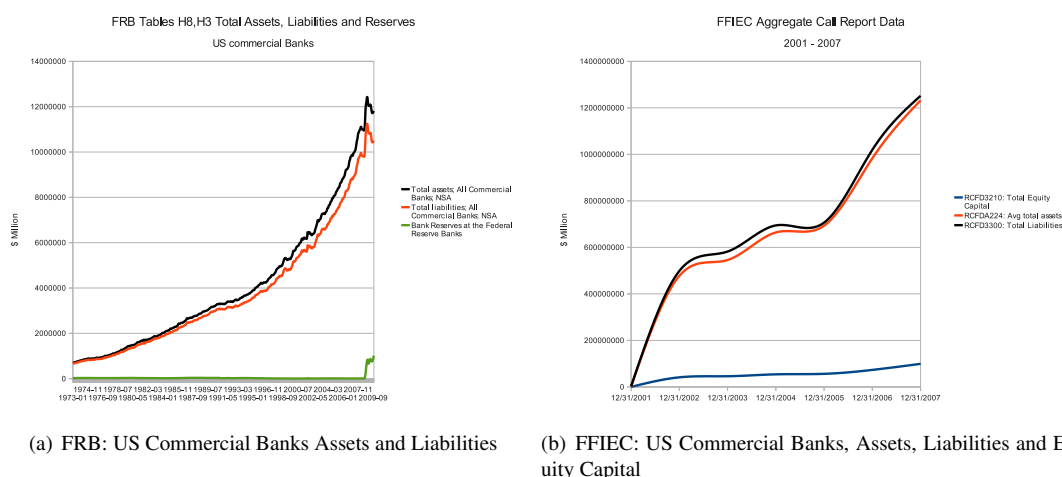 FRB Tables H8,H3 Total Assets, Liabilities and Reserves
US commercial Banks
14000000
12000000
10000000
8000000
6000000
4000000
2000000
0
$ Million
1974-11 1978-07 1982-03 1985-11 1989-07 1993-03 1996-11 2000-07 2004-03 2007-11
1973-01 1976-09 1980-05 1984-01 1987-09 1991-05 1995-01 1998-09 2002-05 2006-01 2009-09
Total assets; All Commercial
Banks; NSA
Total liabilities; All
Commercial Banks; NSA
Bank Reserves at the Federal
Reserve Banks
(a) FRB: US Commercial Banks Assets and Liabilities
FFIEC Aggregate Call Report Data
2001 - 2007
1400000000
1200000000
1000000000
800000000
600000000
400000000
200000000
0
$ Million
12/31/2001 12/31/2002 12/31/2003 12/31/2004 12/31/2005 12/31/2006 12/31/2007
RCFD3210: Total Equity
Capital
RCFDA224: Avg total assets
RCFD3300: Total Liabilities
(b) FFIEC: US Commercial Banks, Assets, Liabilities and E
uity Capital